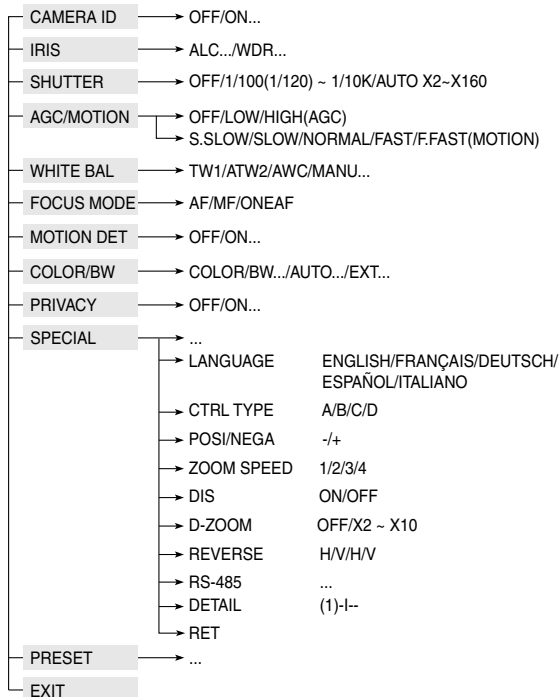 CAMERA ID OFF/ON...
IRIS ALC.../WDR...
SHUTTER OFF/1/100(1/120) ~ 1/10K/AUTO X2~X160
AGC/MOTION OFF/LOW/HIGH(AGC)
S.SLOW/SLOW/NORMAL/FAST/F.FAST(MOTION)
WHITE BAL TW1/ATW2/AWC/MANU...
FOCUS MODE AF/MF/ONEAF
MOTION DET OFF/ON...
COLOR/BW COLOR/BW.../AUTO.../EXT...
PRIVACY OFF/ON...
SPECIAL ...
LANGUAGE ENGLISH/FRANÇAIS/DEUTSCH/
ESPAÑOL/ITALIANO
CTRL TYPE A/B/C/D
POSI/NEGA -/+
ZOOM SPEED 1/2/3/4
DIS ON/OFF
D-ZOOM OFF/X2 ~ X10
REVERSE H/V/H/V
RS-485 ...
DETAIL (1)-I--
RET
PRESET ...
EXIT